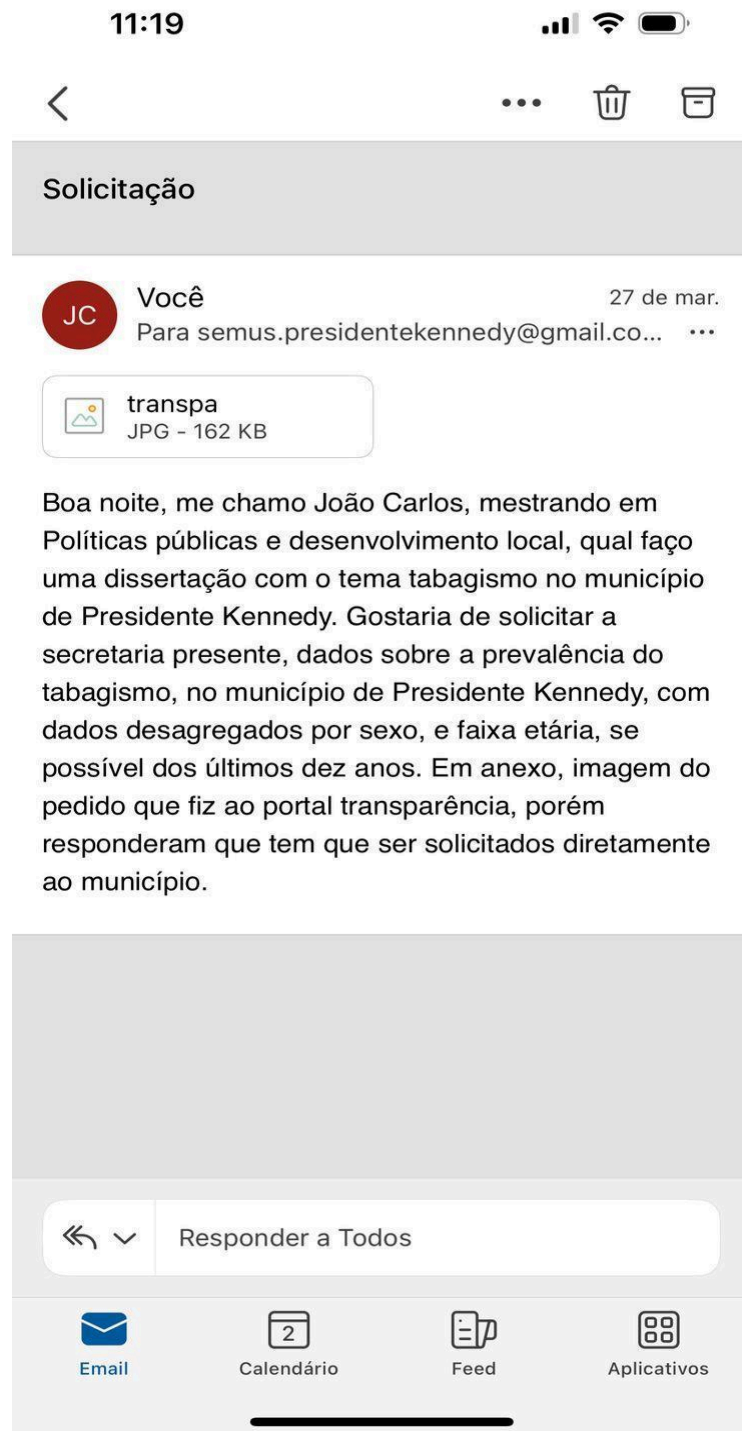 11:19
Solicitação
JC
Você
27 de mar.
Para semus.presidentekennedy@gmail.co... ...
transpa
JPG - 162 KB
Boa noite, me chamo João Carlos, mestrando em
Políticas públicas e desenvolvimento local, qual faço
uma dissertação com o tema tabagismo no município
de Presidente Kennedy. Gostaria de solicitar a
secretaria presente, dados sobre a prevalência do
tabagismo, no município de Presidente Kennedy, com
dados desagregados por sexo, e faixa etária, se
possível dos últimos dez anos. Em anexo, imagem do
pedido que fiz ao portal transparência, porém
responderam que tem que ser solicitados diretamente
ao município.
Responder a Todos
2
Email Calendário Feed Aplicativos